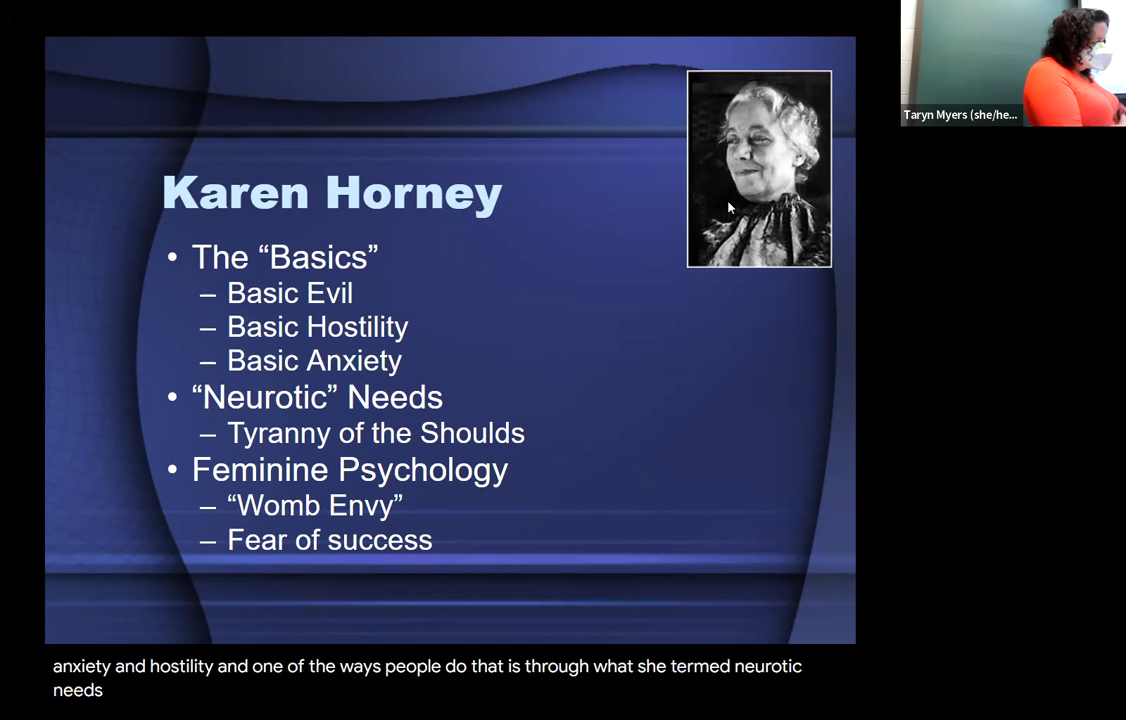 Taryn Myers (she/he...
Karen Horney
• The “Basics”
– Basic Evil
– Basic Hostility
– Basic Anxiety
• “Neurotic” Needs
– Tyranny of the Shoulds
• Feminine Psychology
– “Womb Envy”
– Fear of success
anxiety and hostility and one of the ways people do that is through what she termed neurotic
needs